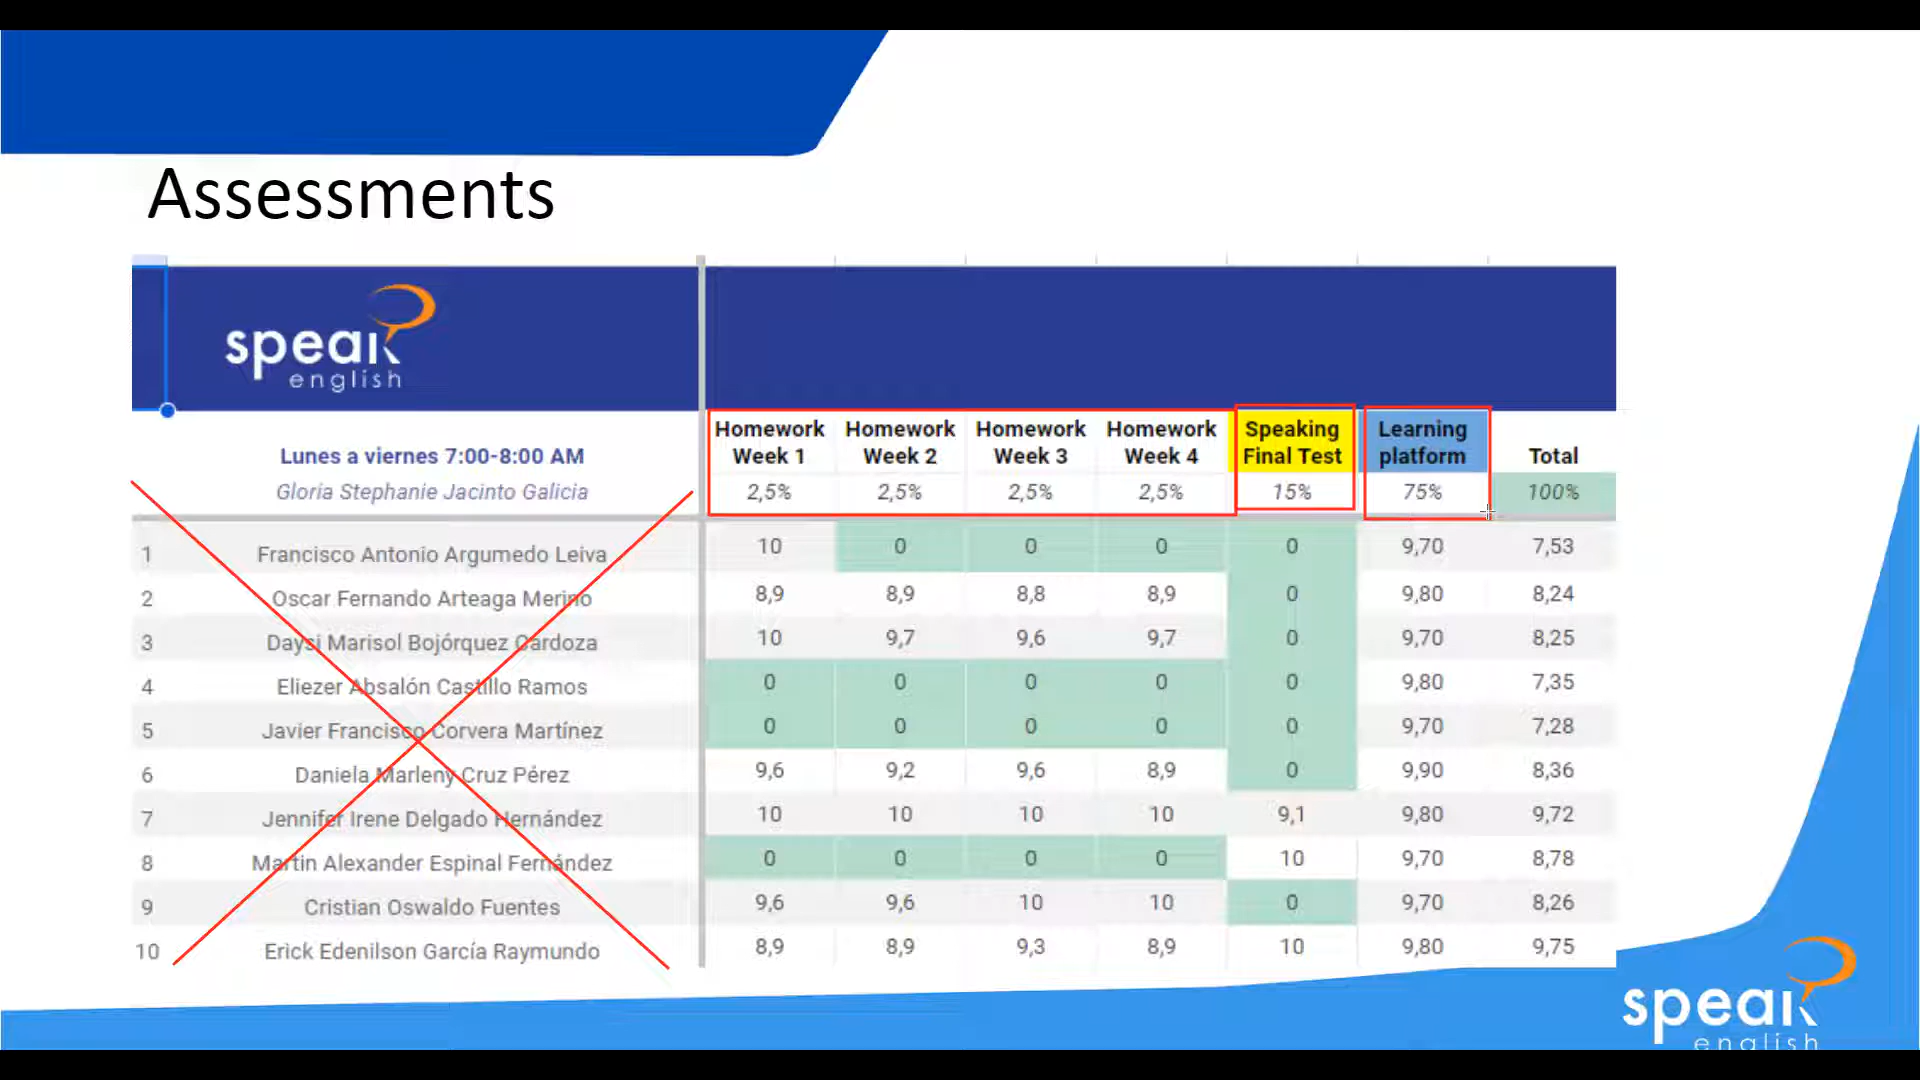 Assessments
speak
english
Homework Week 1 Homework Week 2 Homework Week 3 Homework Week 4 Speaking Final Test Learning platform Total
Lunes a viernes 7:00-8:00 AM
Gloria Stephanie Jacinto Galicia 2,5% 2,5% 2,5% 2,5% 15% 75% 100%
1 Francisco Antonio Argumedo Leiva 10 0 0 0 0 9,70 7,53
2 Oscar Fernando Arteaga Merino 8,9 8,9 8,8 8,9 0 9,80 8,24
3 Daysi Marisol Bojórquez Cardoza 10 9,7 9,6 9,7 0 9,70 8,25
4 Eliezer Absalón Castillo Ramos 0 0 0 0 0 9,80 7,35
5 Javier Francisco Corvera Martínez 0 0 0 0 0 9,70 7,28
6 Daniela Marleny Cruz Pérez 9,6 9,2 9,6 8,9 0 9,90 8,36
7 Jennifer Irene Delgado Hernández 10 10 10 10 9,1 9,80 9,72
8 Martin Alexander Espinal Fernández 0 0 0 0 10 9,70 8,78
9 Cristian Oswaldo Fuentes 9,6 9,6 10 10 0 9,70 8,26
10 Erick Edenilson García Raymundo 8,9 8,9 9,3 8,9 10 9,80 9,75
speak
english